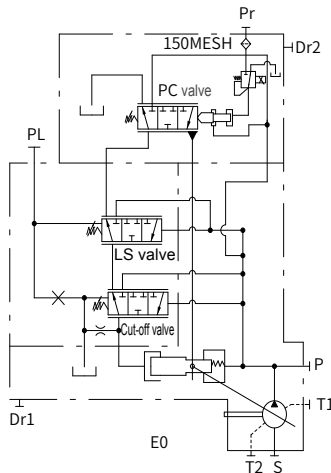 Pr
150MESH
Dr2
PC valve
PL
LS valve
Cut-off valve
P
T1
Dr1
E0
T2
S